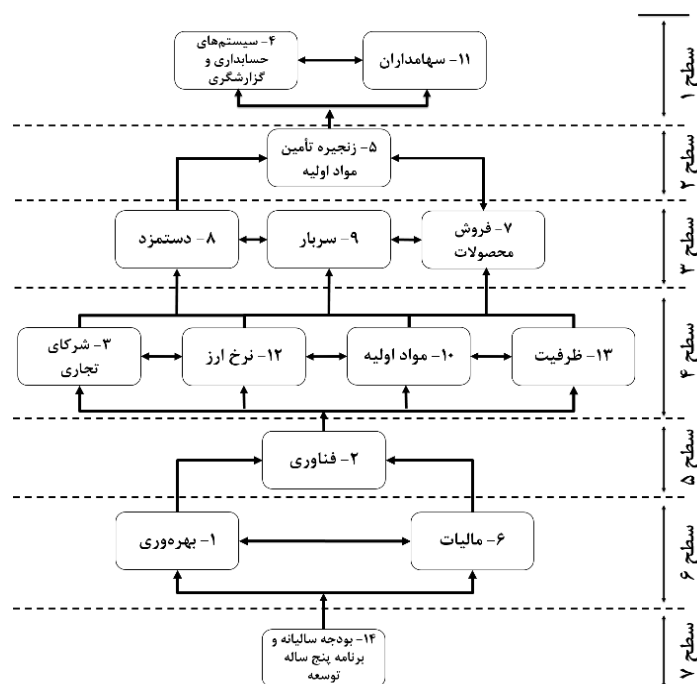 سطح ۱
۱۱- سهامداران
۴- سیستم‌های
حسابداری و
گزارشگری
سطح ۲
۵- زنجیره تأمین
مواد اولیه
سطح ۳
۷- فروش
محصولات
۹- سربار
۸- دستمزد
سطح ۴
۱۳- ظرفیت
۱۰- مواد اولیه
۱۲- نرخ ارز
۳- شرکای
تجاری
سطح ۵
۲- فناوری
سطح ۶
۶- مالیات
۱- بهره‌وری
سطح ۷
۱۴- بودجه سالیانه و
برنامه پنج ساله
توسعه